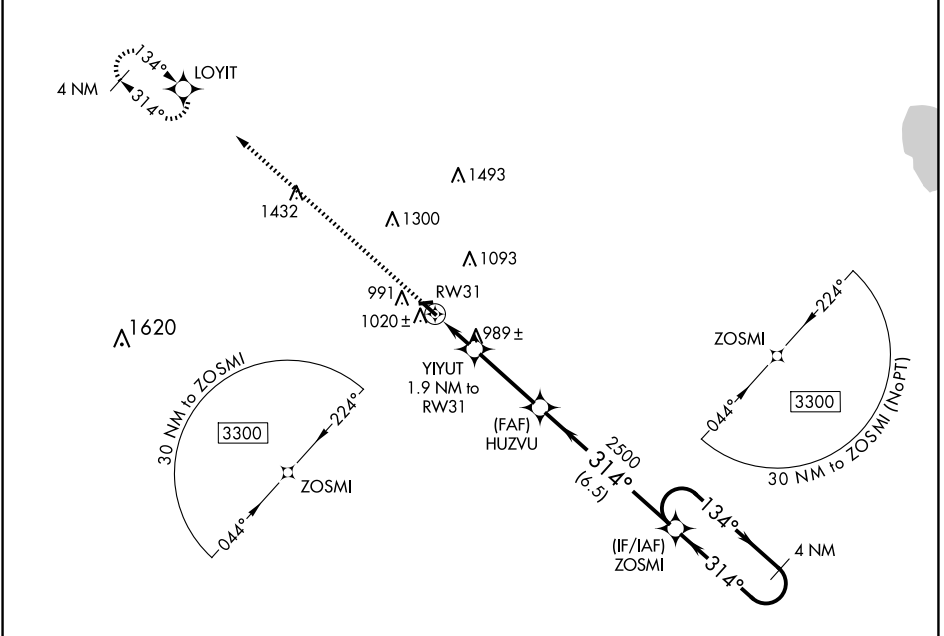 134°
LOYIT
4 NM
314°
1493
1432
1300
1093
991
RW31
1020 ±
989 ±
1620
YIYUT
1.9 NM to
RW31
ZOSMI
224°
3300
044°
30 NM to ZOSMI (NoPT)
30 NM to ZOSMI
3300
224°
ZOSMI
044°
(FAF)
HUZVU
2500
314°
(6.5)
134°
(IF/IAF)
ZOSMI
4 NM
314°